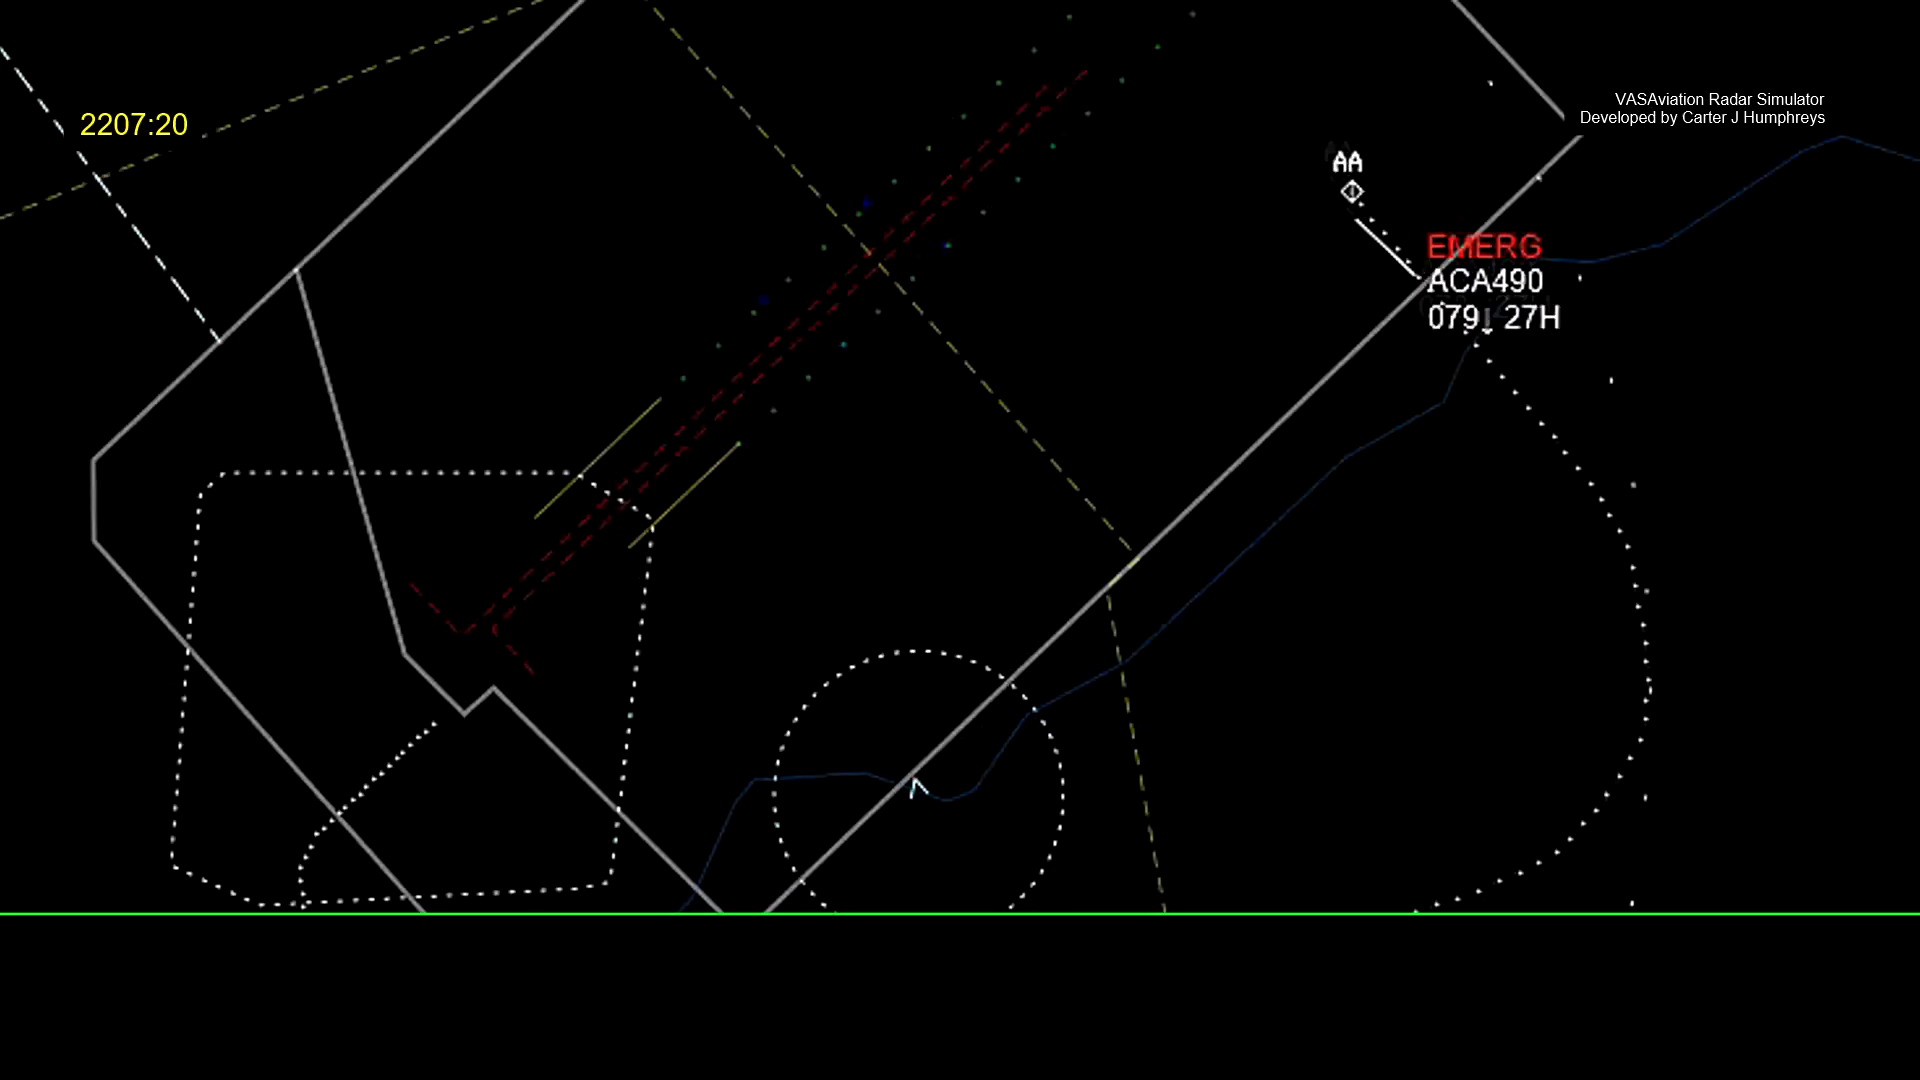 2207:20
VASAviation Radar Simulator
Developed by Carter J Humphreys
AA
EMERG
ACA490
079 27H